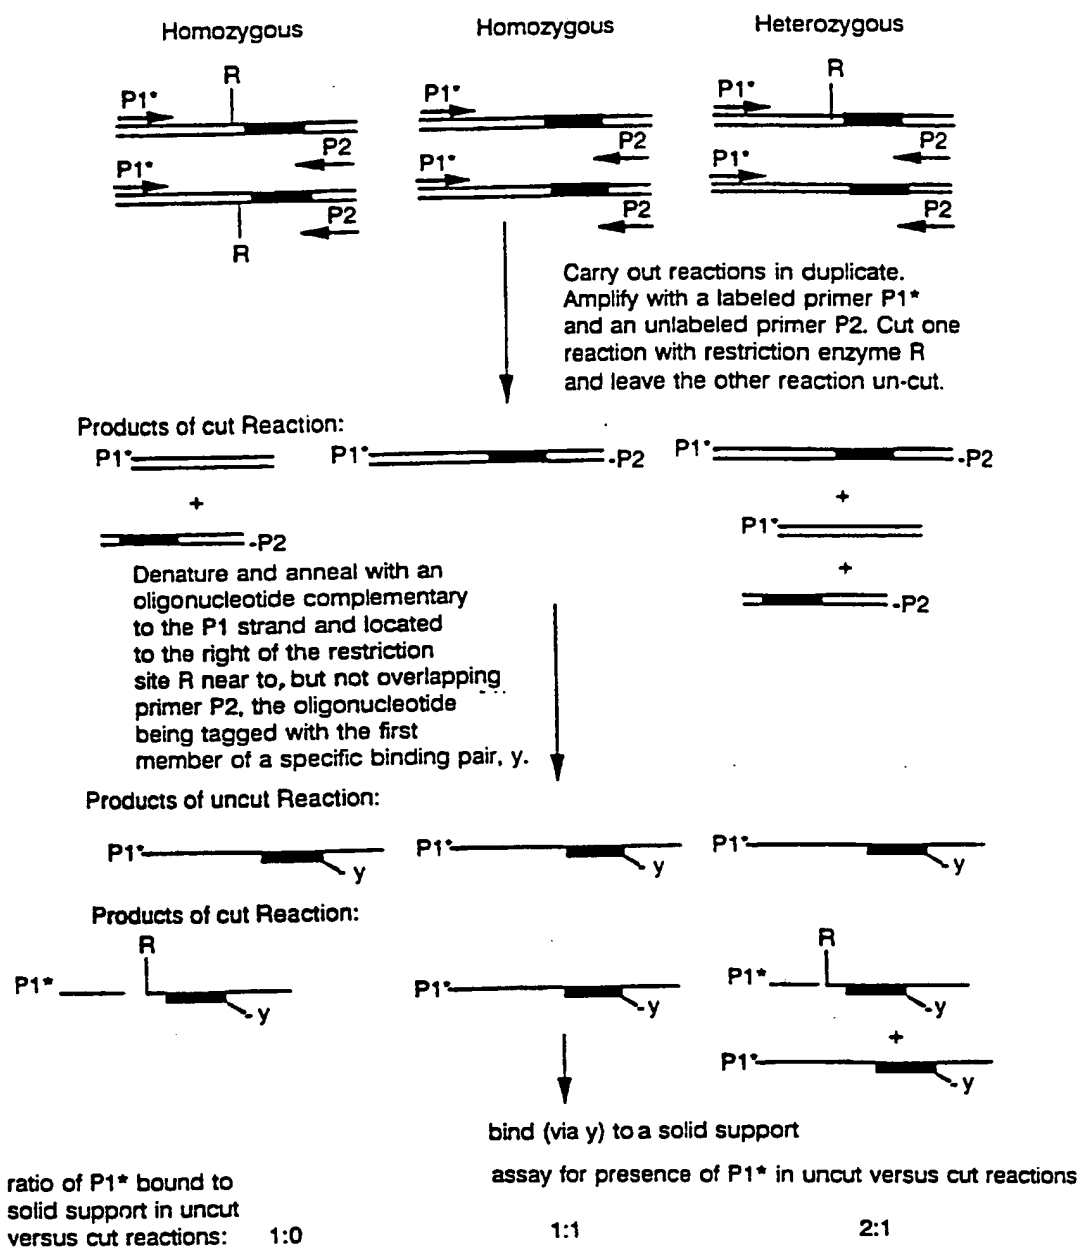 Homozygous
Homozygous
Heterozygous
R
P1*
P2
P1*
P2
R
P1*
P2
P1*
P2
R
P1*
P2
P1*
P2
Carry out reactions in duplicate.
Amplify with a labeled primer P1*
and an unlabeled primer P2. Cut one
reaction with restriction enzyme R
and leave the other reaction un-cut.
Products of cut Reaction:
P1*
+
-P2
P1*
-P2
P1*
-P2
+
P1*
+
-P2
Denature and anneal with an
oligonucleotide complementary
to the P1 strand and located
to the right of the restriction
site R near to, but not overlapping
primer P2, the oligonucleotide
being tagged with the first
member of a specific binding pair, y.
Products of uncut Reaction:
P1*
y
P1*
y
P1*
y
Products of cut Reaction:
R
P1*
y
P1*
y
R
P1*
y
+
P1*
y
bind (via y) to a solid support
assay for presence of P1* in uncut versus cut reactions
ratio of P1* bound to
solid support in uncut
versus cut reactions: 1:0 1:1 2:1